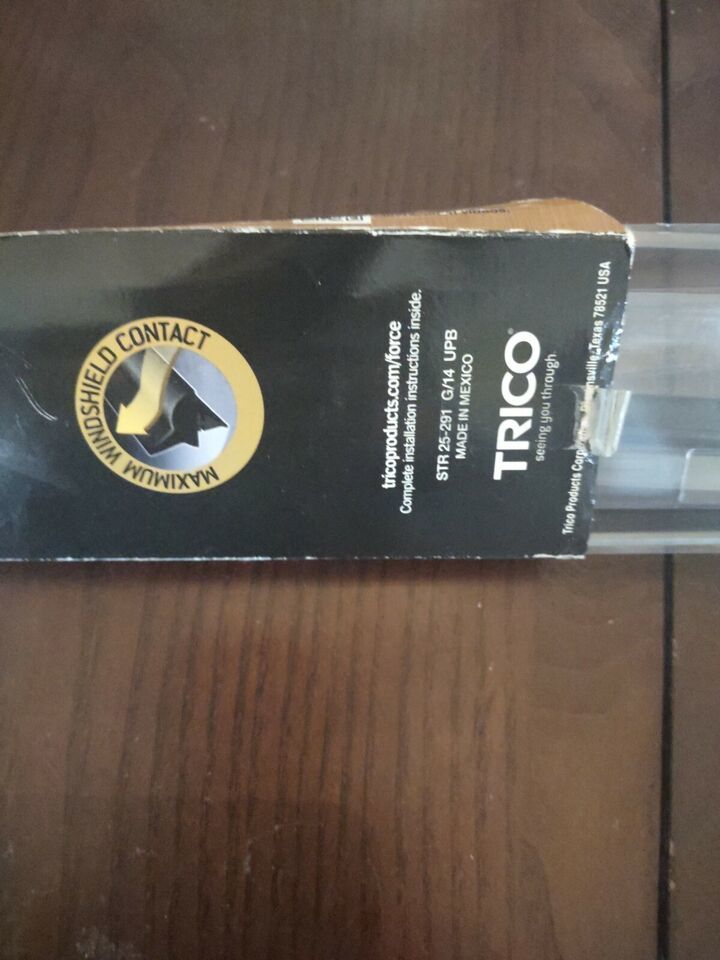 MAXIMUM WINDSHIELD CONTACT
tricoproducts.com/force
Complete installation instructions inside.
STR 25-291 G/14 UPB
MADE IN MEXICO
TRICO
seeing you through.
Trico Products Texas 78521 USA